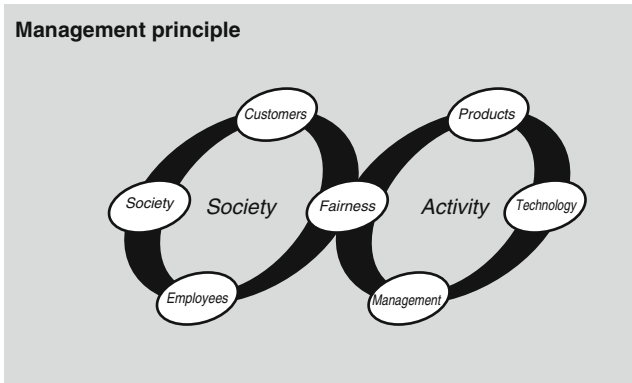 Management principle
Customers
Products
Society
Society
Fairness
Activity
Technology
Employees
Management